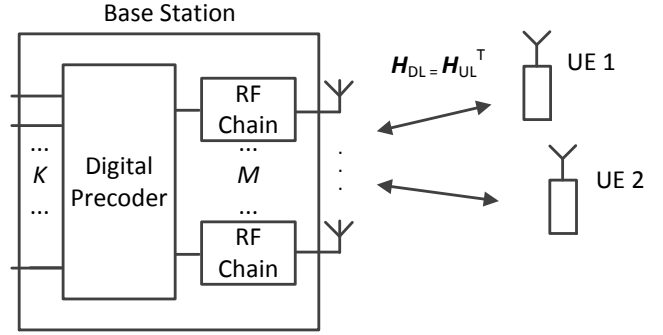 Base Station
RF
Chain
...
K
...
Digital
Precoder
...
M
...
RF
Chain
. . .
H_DL = H_UL^T
UE 1
UE 2